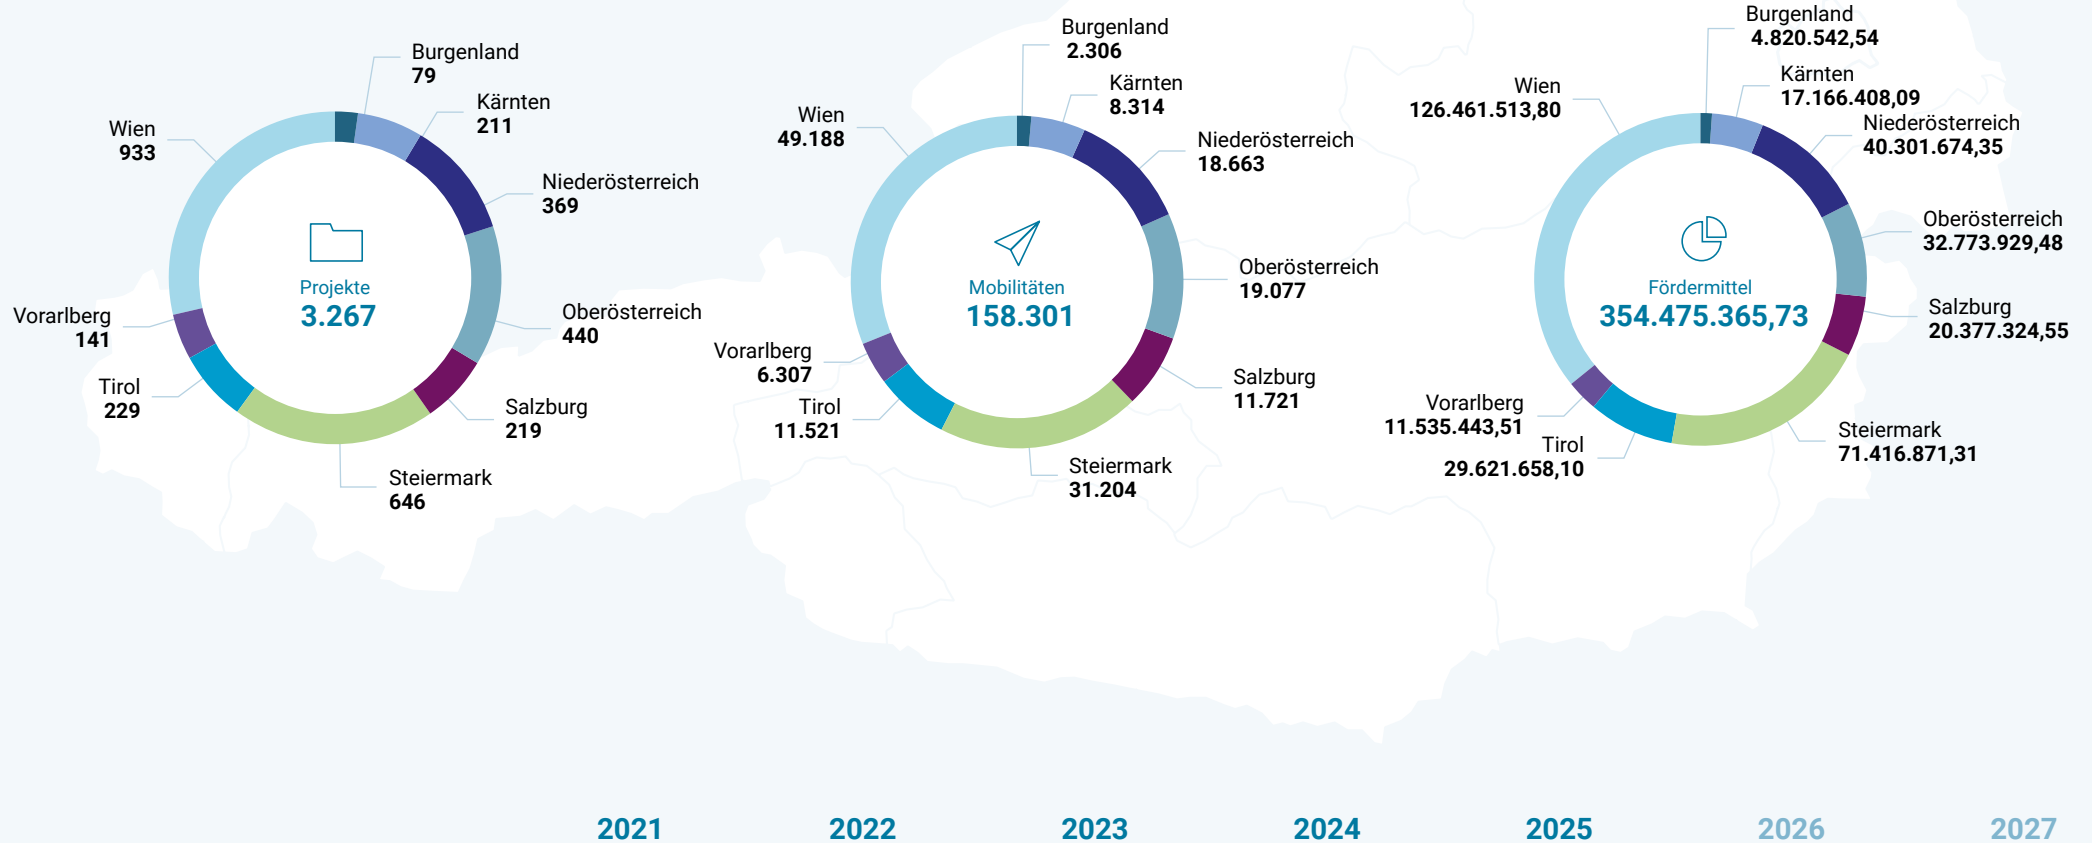 Burgenland
79
Kärnten
211
Niederösterreich
369
Oberösterreich
440
Salzburg
219
Steiermark
646
Tirol
229
Vorarlberg
141
Wien
933
Projekte
3.267
Burgenland
2.306
Kärnten
8.314
Niederösterreich
18.663
Oberösterreich
19.077
Salzburg
11.721
Steiermark
31.204
Tirol
11.521
Vorarlberg
6.307
Wien
49.188
Mobilitäten
158.301
Burgenland
4.820.542,54
Kärnten
17.166.408,09
Niederösterreich
40.301.674,35
Oberösterreich
32.773.929,48
Salzburg
20.377.324,55
Steiermark
71.416.871,31
Tirol
29.621.658,10
Vorarlberg
11.535.443,51
Wien
126.461.513,80
Fördermittel
354.475.365,73
2021 2022 2023 2024 2025 2026 2027